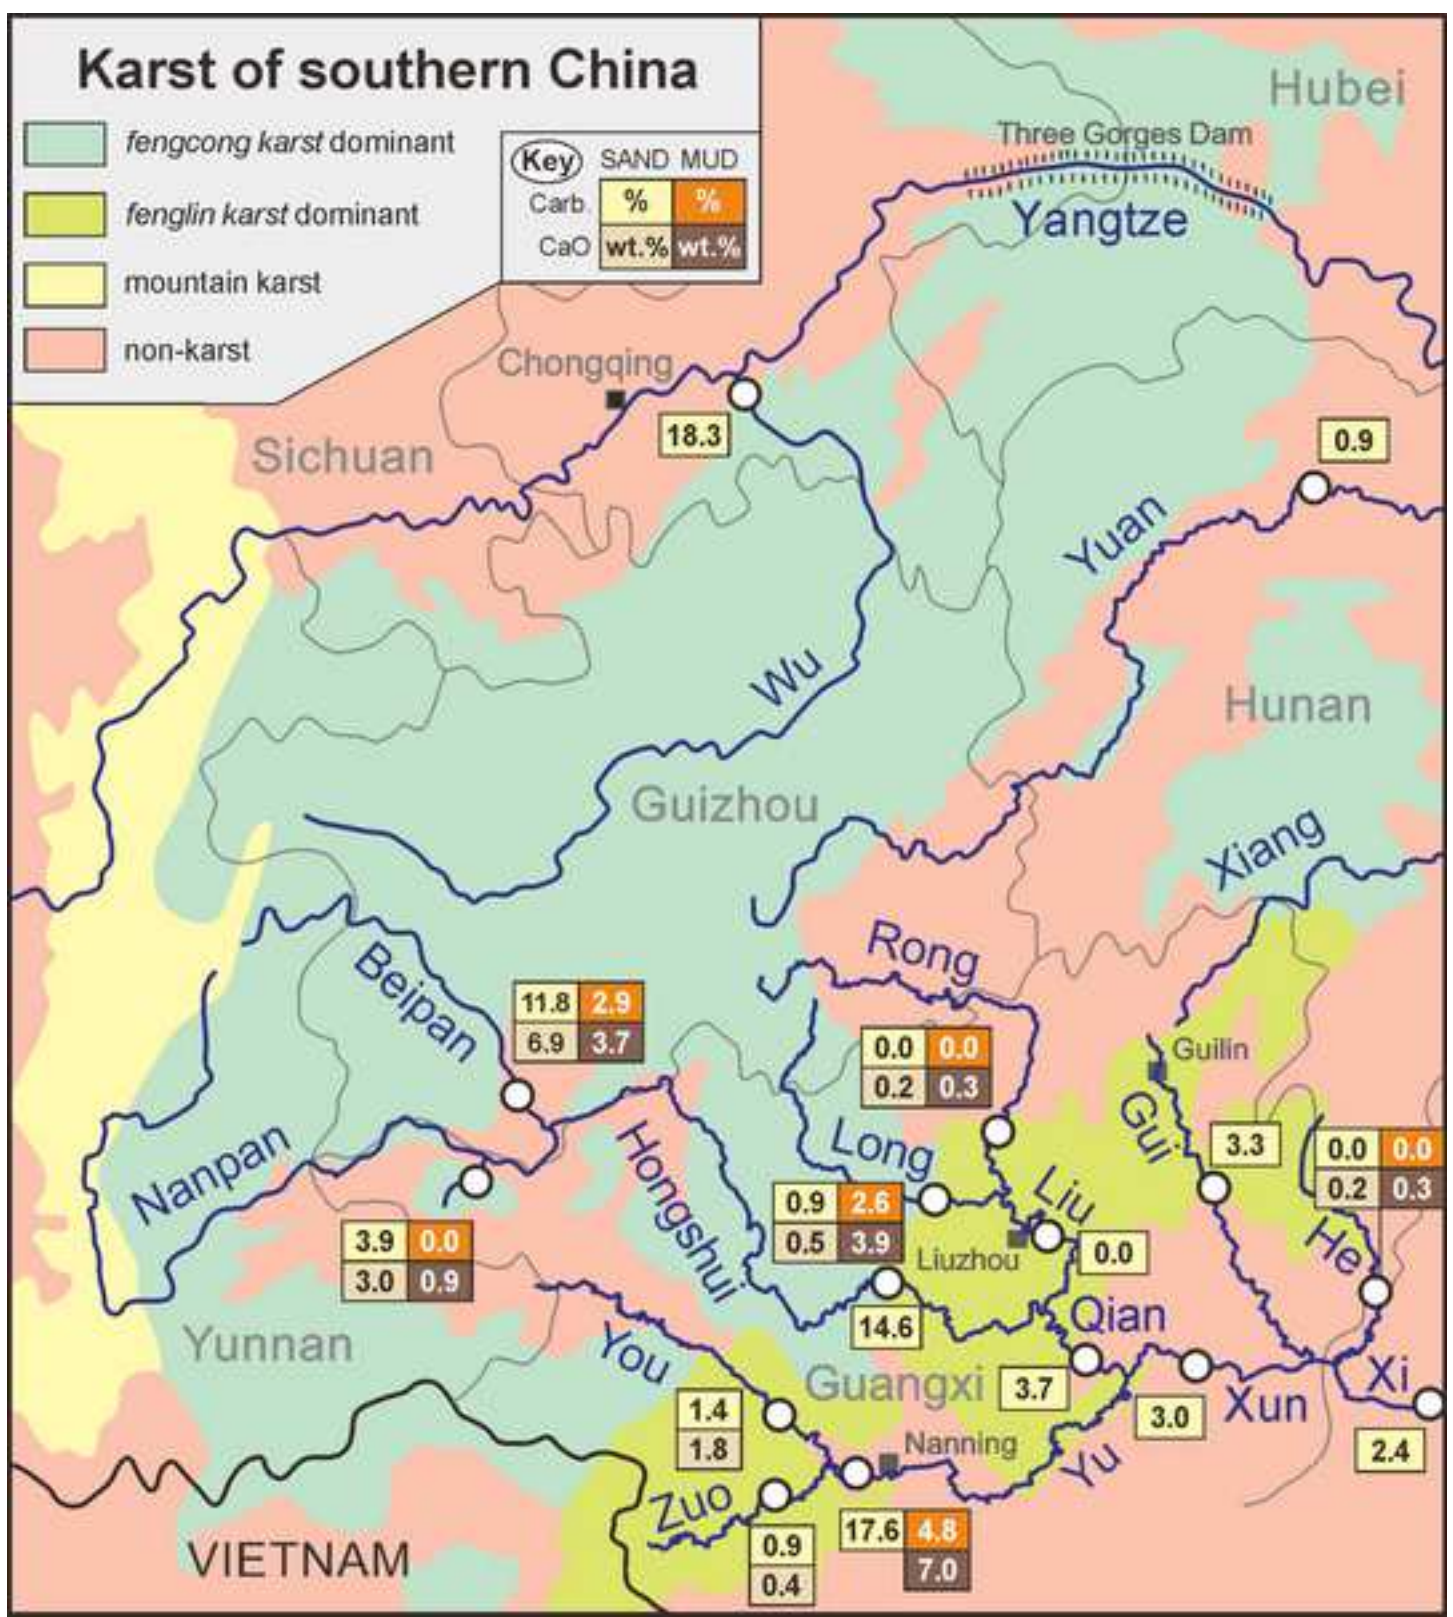 Karst of southern China
fengcong karst dominant
fenglin karst dominant
mountain karst
non-karst
Key SAND MUD
Carb. % %
CaO wt.% wt.%
Hubei
Three Gorges Dam
Yangtze
Chongqing
18.3
Sichuan
0.9
Yuan
Wu
Hunan
Guizhou
Xiang
Rong
Beipan
11.8 2.9
6.9 3.7
0.0 0.0
0.2 0.3
Guilin
Gui
3.3
0.0 0.0
0.2 0.3
He
Nanpan
Hongshui
Long
Liu
0.9 2.6
0.5 3.9
Liuzhou
0.0
3.9 0.0
3.0 0.9
14.6
Qian
Yunnan
You
Guangxi
3.7
3.0
Xun
Xi
2.4
1.4
1.8
Nanning
Yu
Zuo
17.6 4.8
7.0
0.9
0.4
VIETNAM